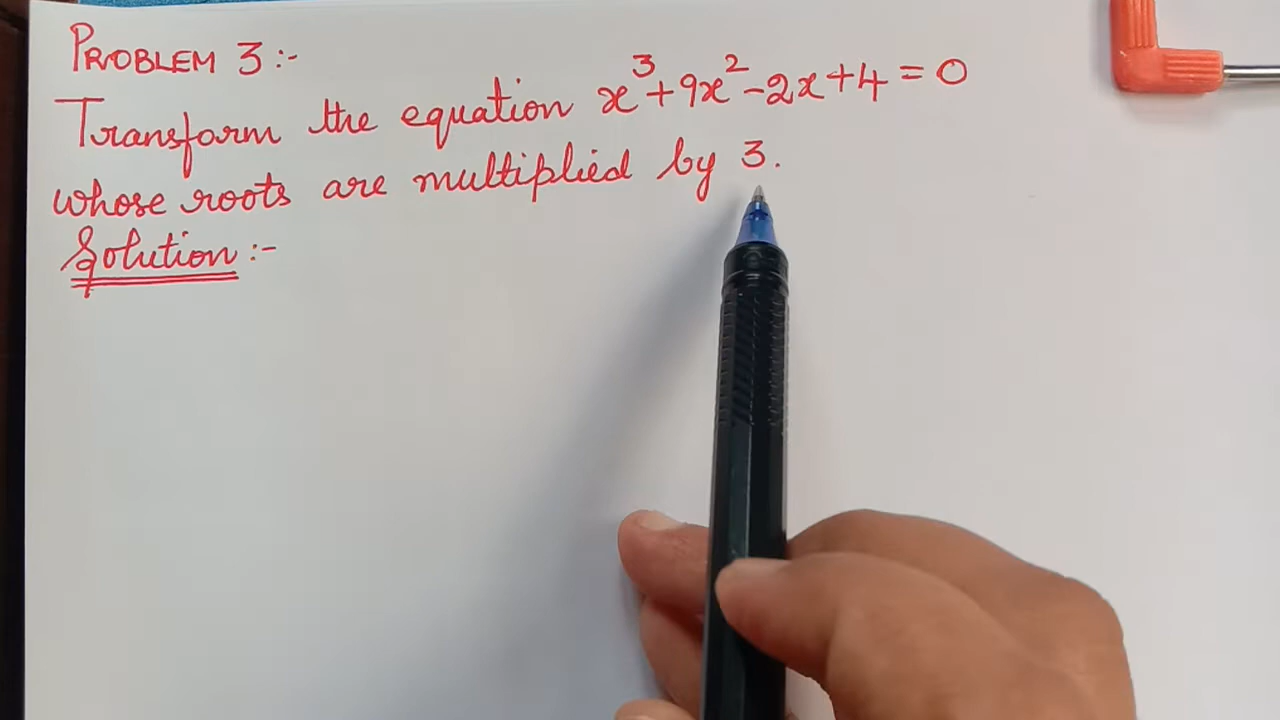 PROBLEM 3:-
Transform the equation x³+9x²-2x+4=0
whose roots are multiplied by 3.
Solution:-